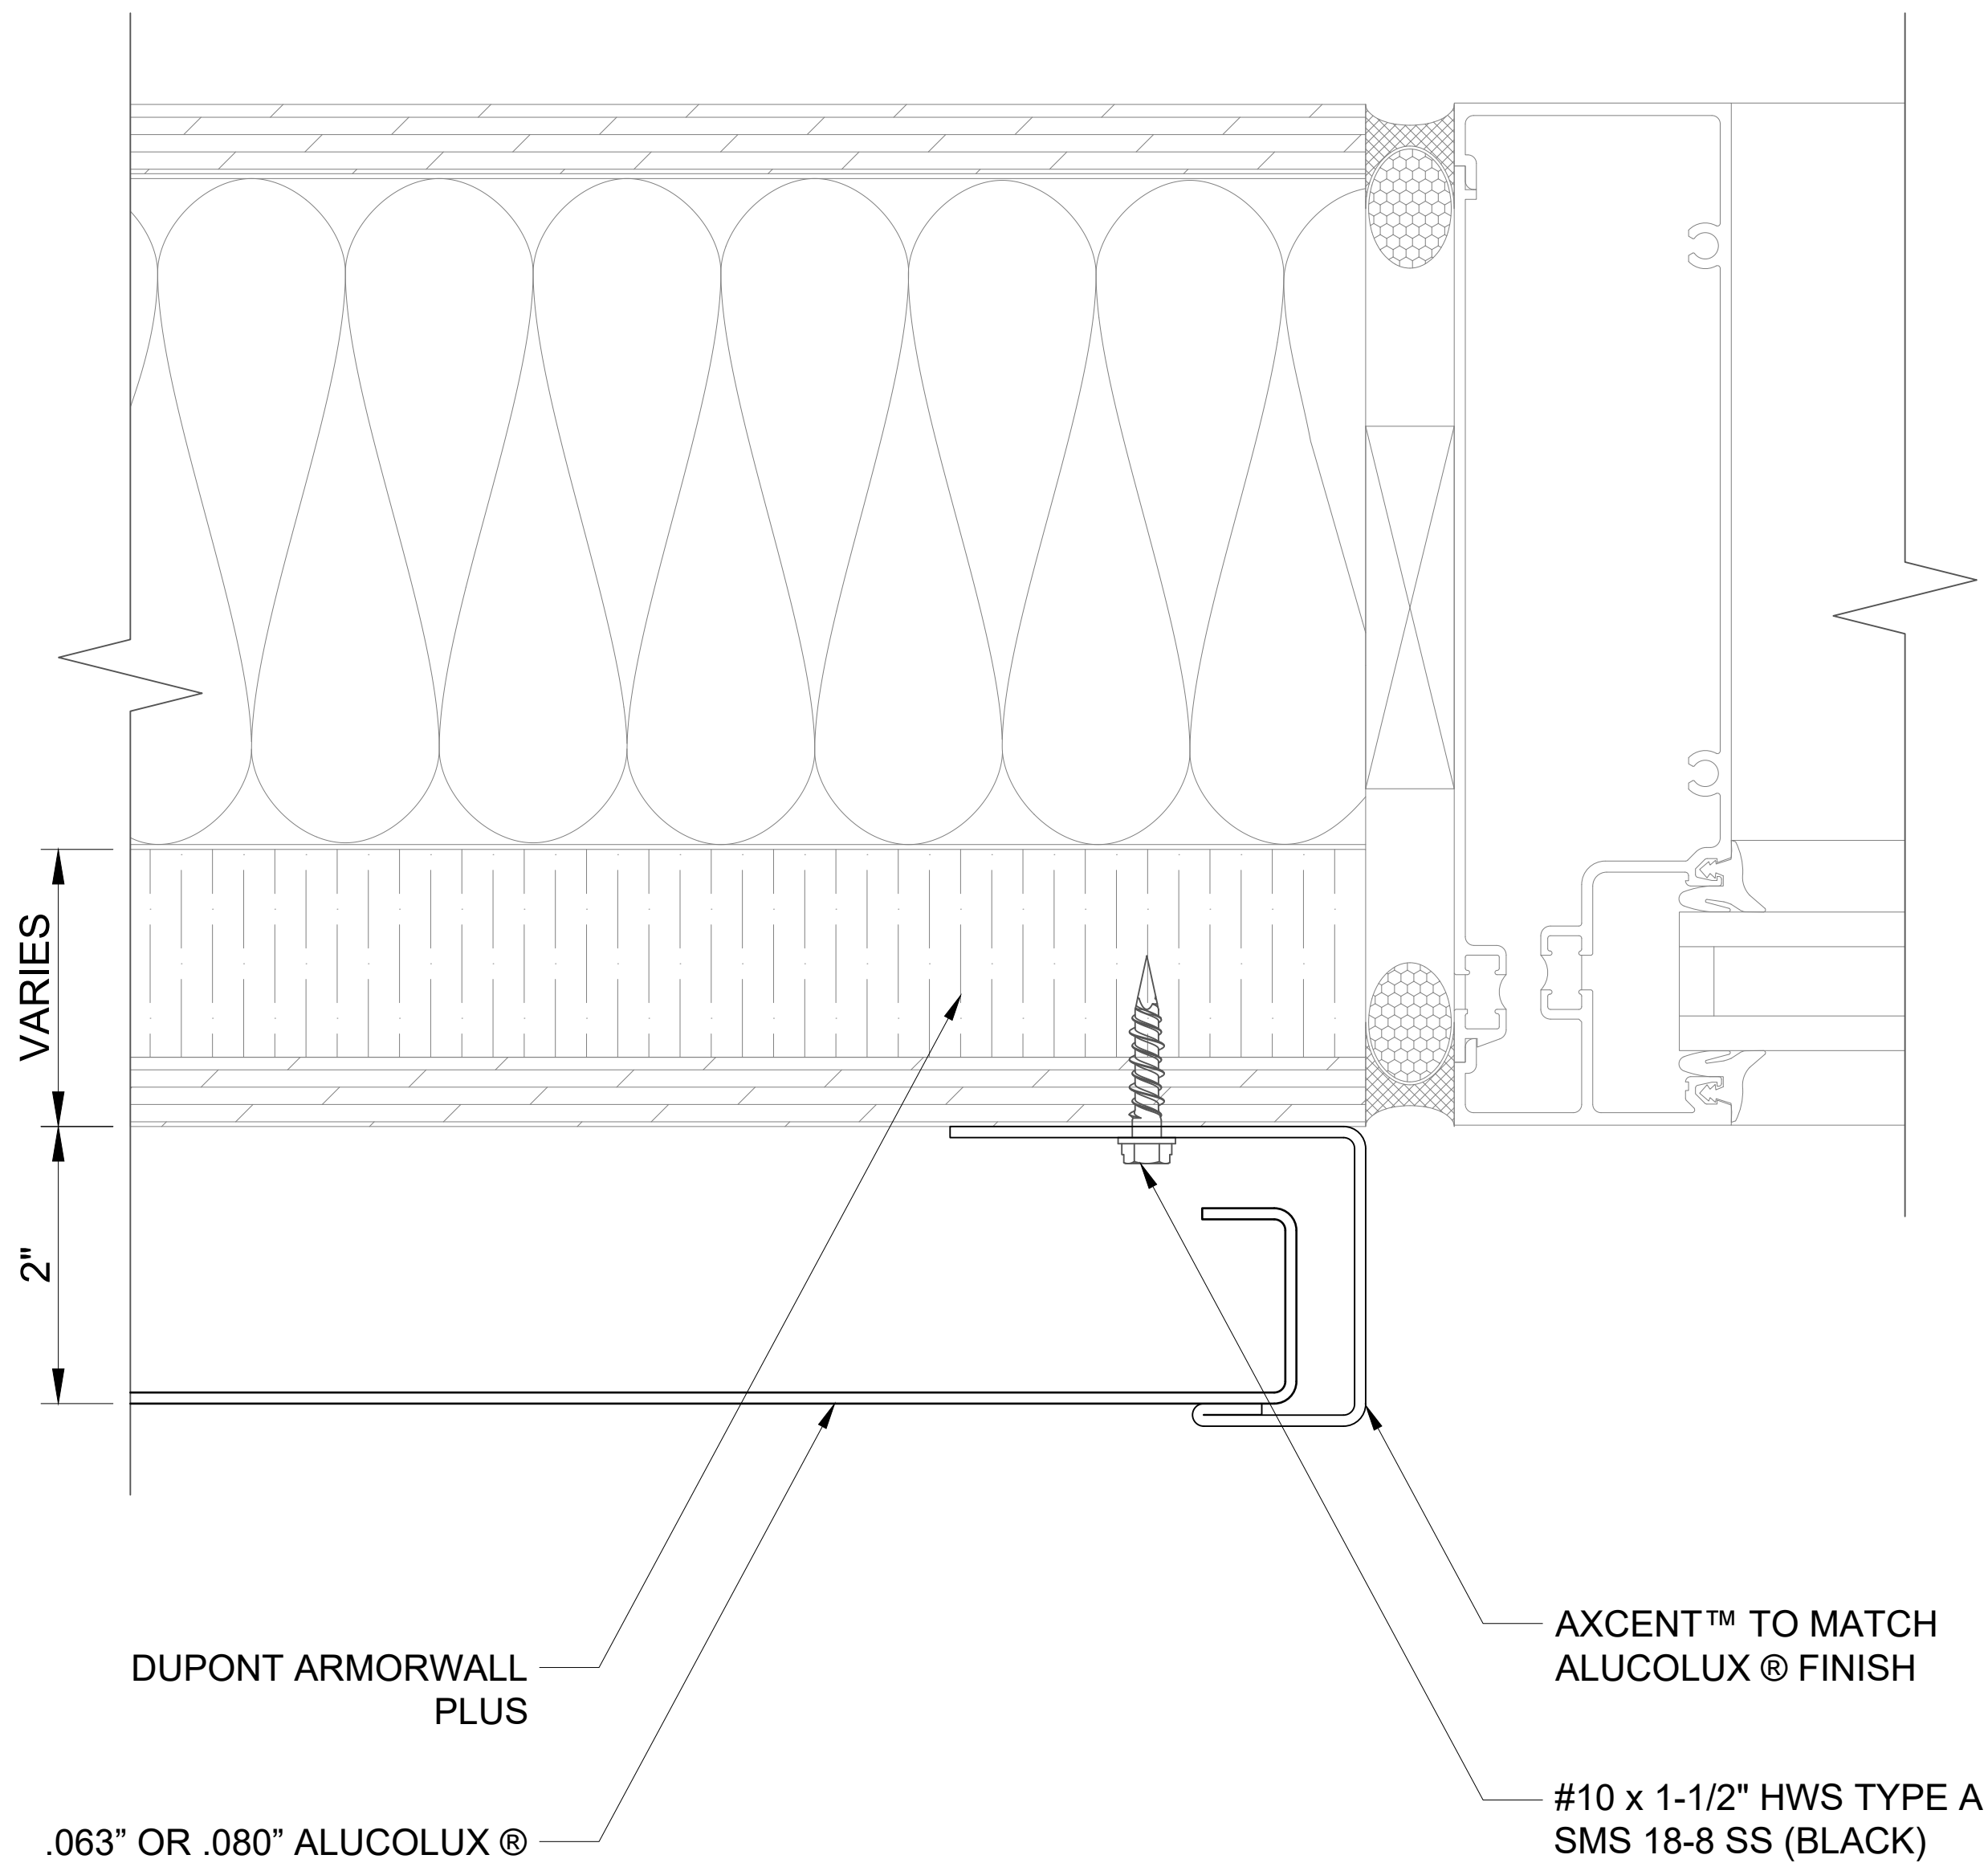 VARIES
2"
DUPONT ARMORWALL
PLUS
.063” OR .080” ALUCOLUX ®
AXCENT™ TO MATCH
ALUCOLUX ® FINISH
#10 x 1-1/2" HWS TYPE A
SMS 18-8 SS (BLACK)